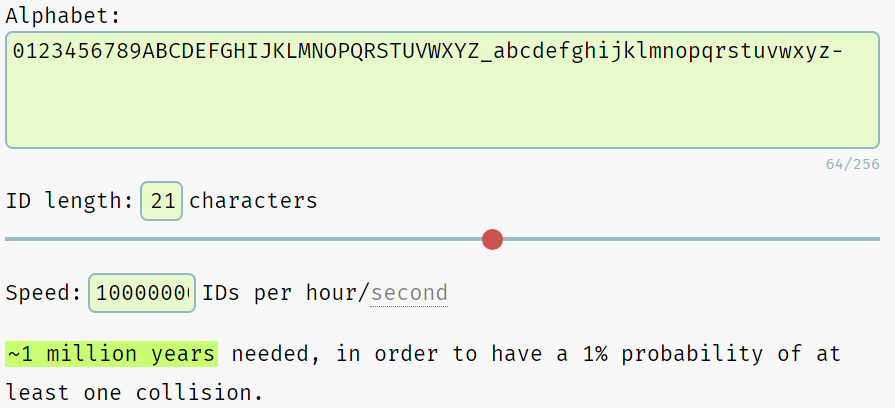 Alphabet:
0123456789ABCDEFGHIJKLMNOPQRSTUVWXYZ_abcdefghijklmnopqrstuvwxyz-
64/256
ID length: 21 characters
Speed: 10000000 IDs per hour/second
~1 million years needed, in order to have a 1% probability of at
least one collision.